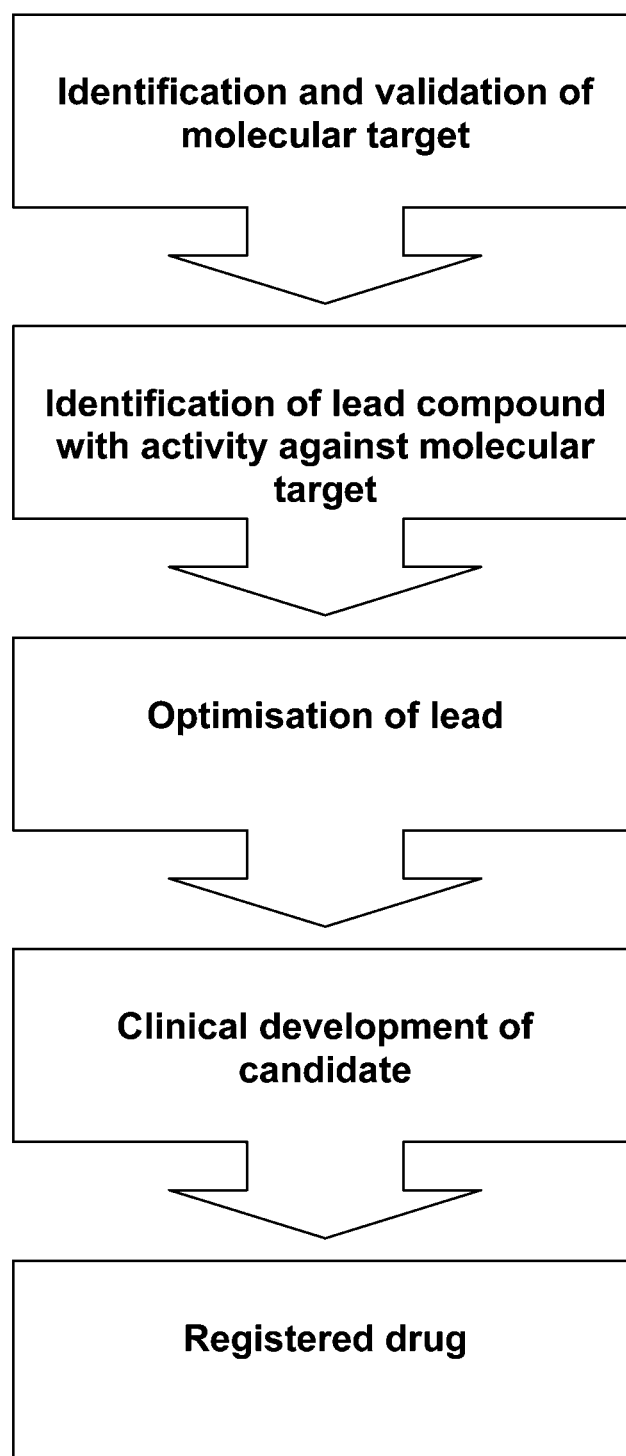 Identification and validation of
molecular target
Identification of lead compound
with activity against molecular
target
Optimisation of lead
Clinical development of
candidate
Registered drug